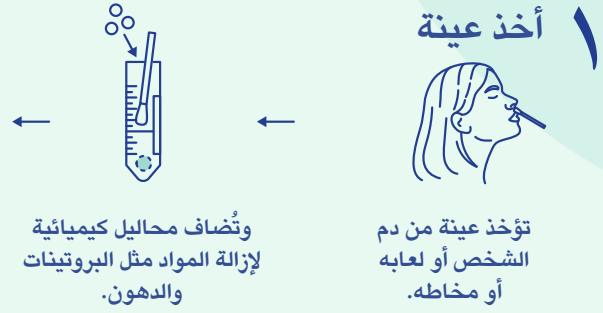 ١ أخذ عينة
تؤخذ عينة من دم
الشخص أو لعابه
أو مخاطه.
وتُضاف محاليل كيميائية
لإزالة المواد مثل البروتينات
والدهون.